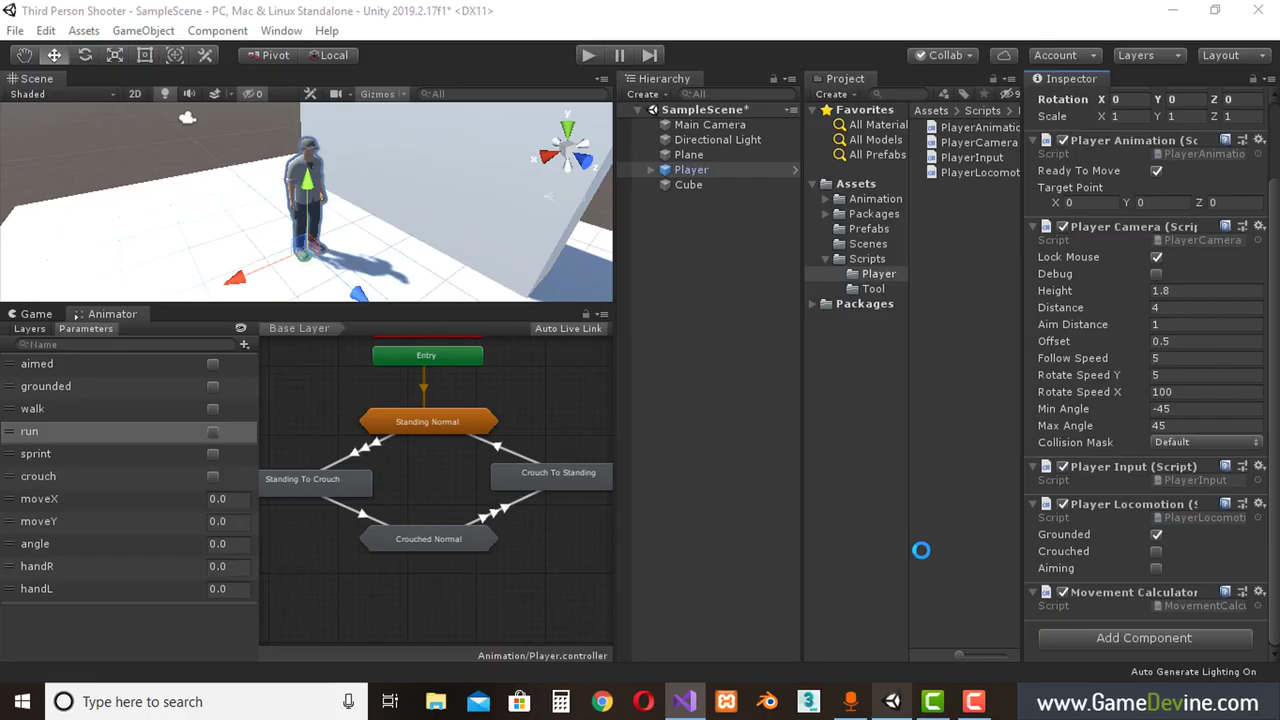 Third Person Shooter - SampleScene - PC, Mac & Linux Standalone - Unity 2019.2.17f1* <DX11>
File Edit Assets GameObject Component Window Help
Pivot Local Collab Account Layers Layout
Scene
Shaded 2D 0 Gizmos All
y
x
z
Game Animator
Layers Parameters Base Layer Auto Live Link
Name
aimed
grounded
walk
run
sprint
crouch
moveX 0.0
moveY 0.0
angle 0.0
handR 0.0
handL 0.0
Entry
Standing Normal
Standing To Crouch
Crouch To Standing
Crouched Normal
Animation/Player.controller
Hierarchy
Create All
SampleScene*
Main Camera
Directional Light
Plane
Player
Cube
Project
Create 9
Favorites
All Material
All Models
All Prefabs
Assets
Animation
Packages
Prefabs
Scenes
Scripts
Player
Tool
Packages
Assets Scripts
PlayerAnimatic
PlayerCamera
PlayerInput
PlayerLocomot
Inspector
Rotation X 0 Y 0 Z 0
Scale X 1 Y 1 Z 1
Player Animation (Sc
Script PlayerAnimatio
Ready To Move
Target Point
X 0 Y 0 Z 0
Player Camera (Scrip
Script PlayerCamera
Lock Mouse
Debug
Height 1.8
Distance 4
Aim Distance 1
Offset 0.5
Follow Speed 5
Rotate Speed Y 5
Rotate Speed X 100
Min Angle -45
Max Angle 45
Collision Mask Default
Player Input (Script)
Script PlayerInput
Player Locomotion (S
Script PlayerLocomoti
Grounded
Crouched
Aiming
Movement Calculator
Script MovementCalcu
Add Component
Auto Generate Lighting On
Type here to search
www.GameDevine.com